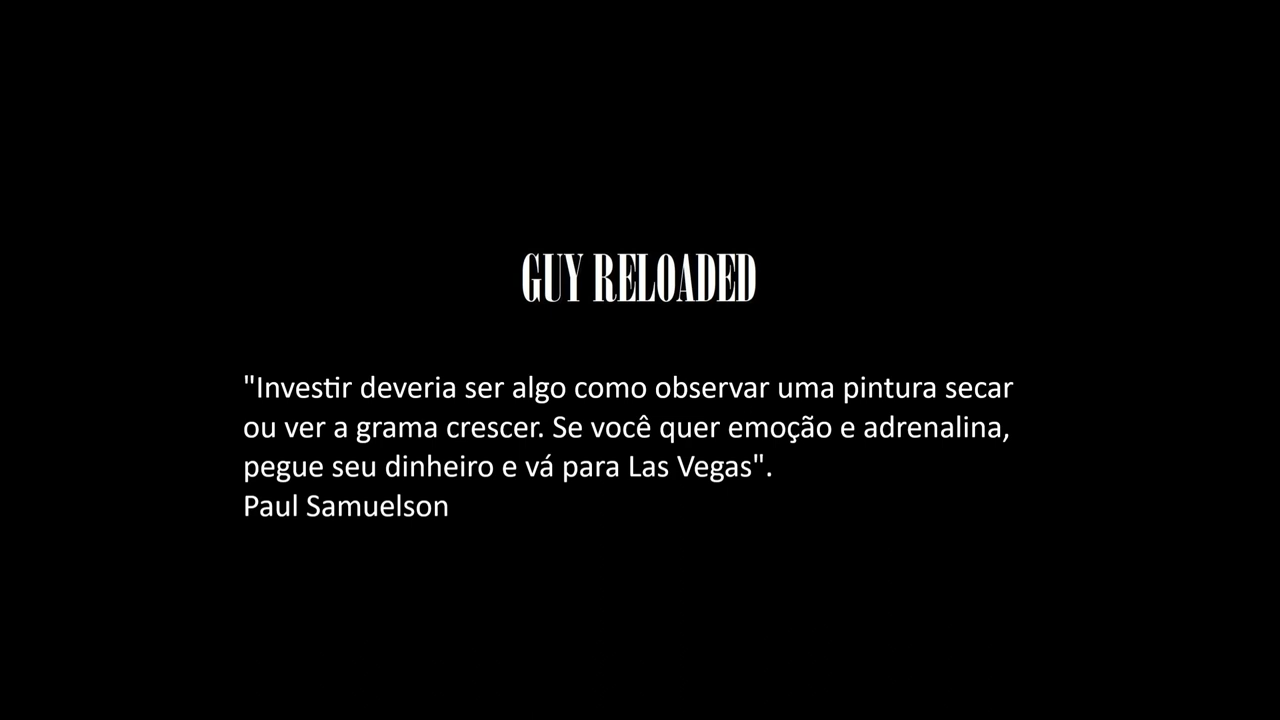 GUY RELOADED
"Investir deveria ser algo como observar uma pintura secar
ou ver a grama crescer. Se você quer emoção e adrenalina,
pegue seu dinheiro e vá para Las Vegas".
Paul Samuelson